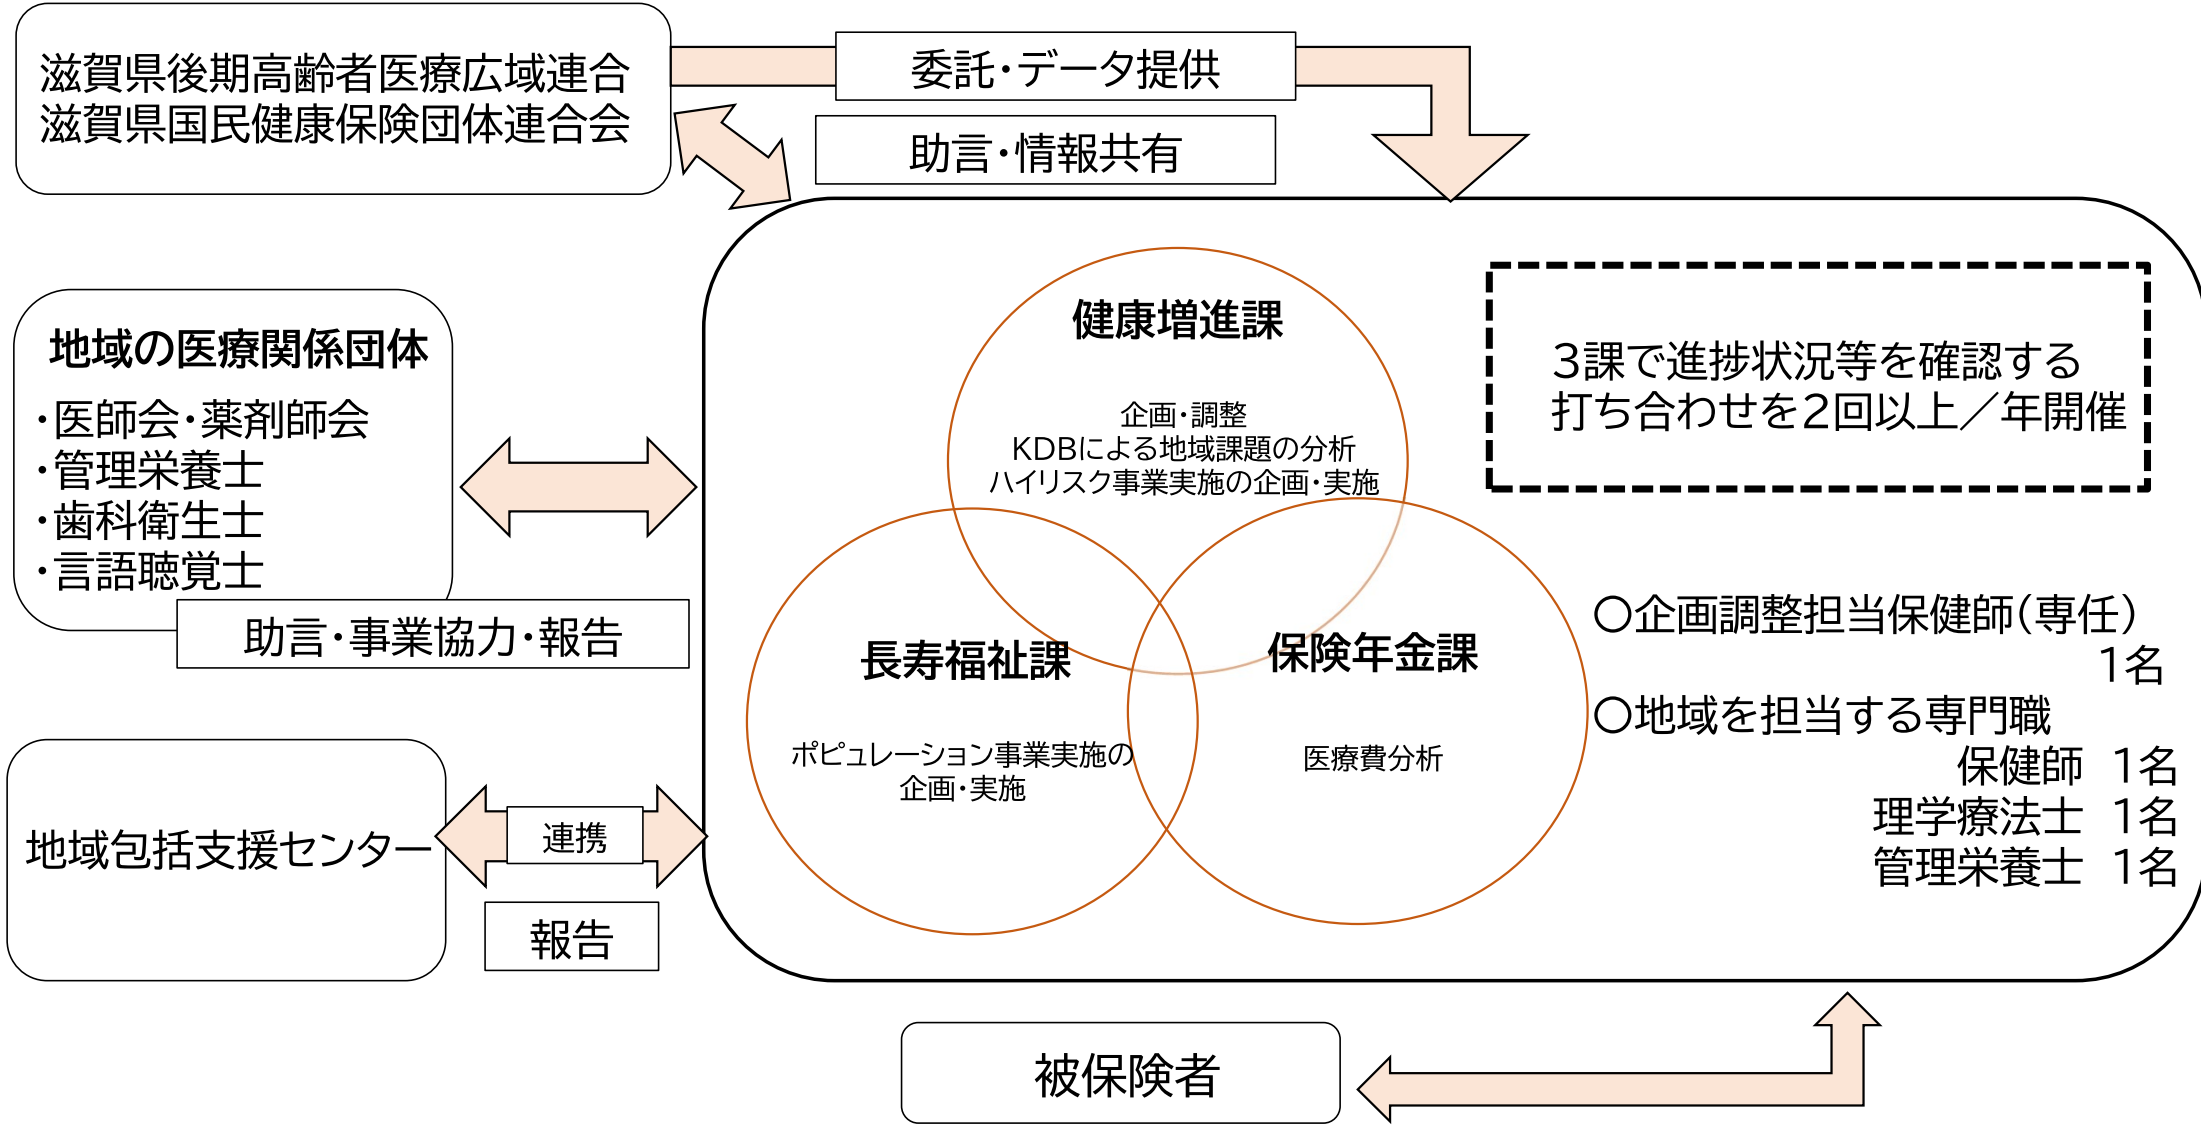 滋賀県後期高齢者医療広域連合
滋賀県国民健康保険団体連合会
委託・データ提供
助言・情報共有
地域の医療関係団体
・医師会・薬剤師会
・管理栄養士
・歯科衛生士
・言語聴覚士
助言・事業協力・報告
健康増進課
企画・調整
KDBによる地域課題の分析
ハイリスク事業実施の企画・実施
3課で進捗状況等を確認する
打ち合わせを2回以上／年開催
長寿福祉課
ポピュレーション事業実施の
企画・実施
保険年金課
医療費分析
〇企画調整担当保健師(専任)
1名
〇地域を担当する専門職
保健師 1名
理学療法士 1名
管理栄養士 1名
地域包括支援センター
連携
報告
被保険者